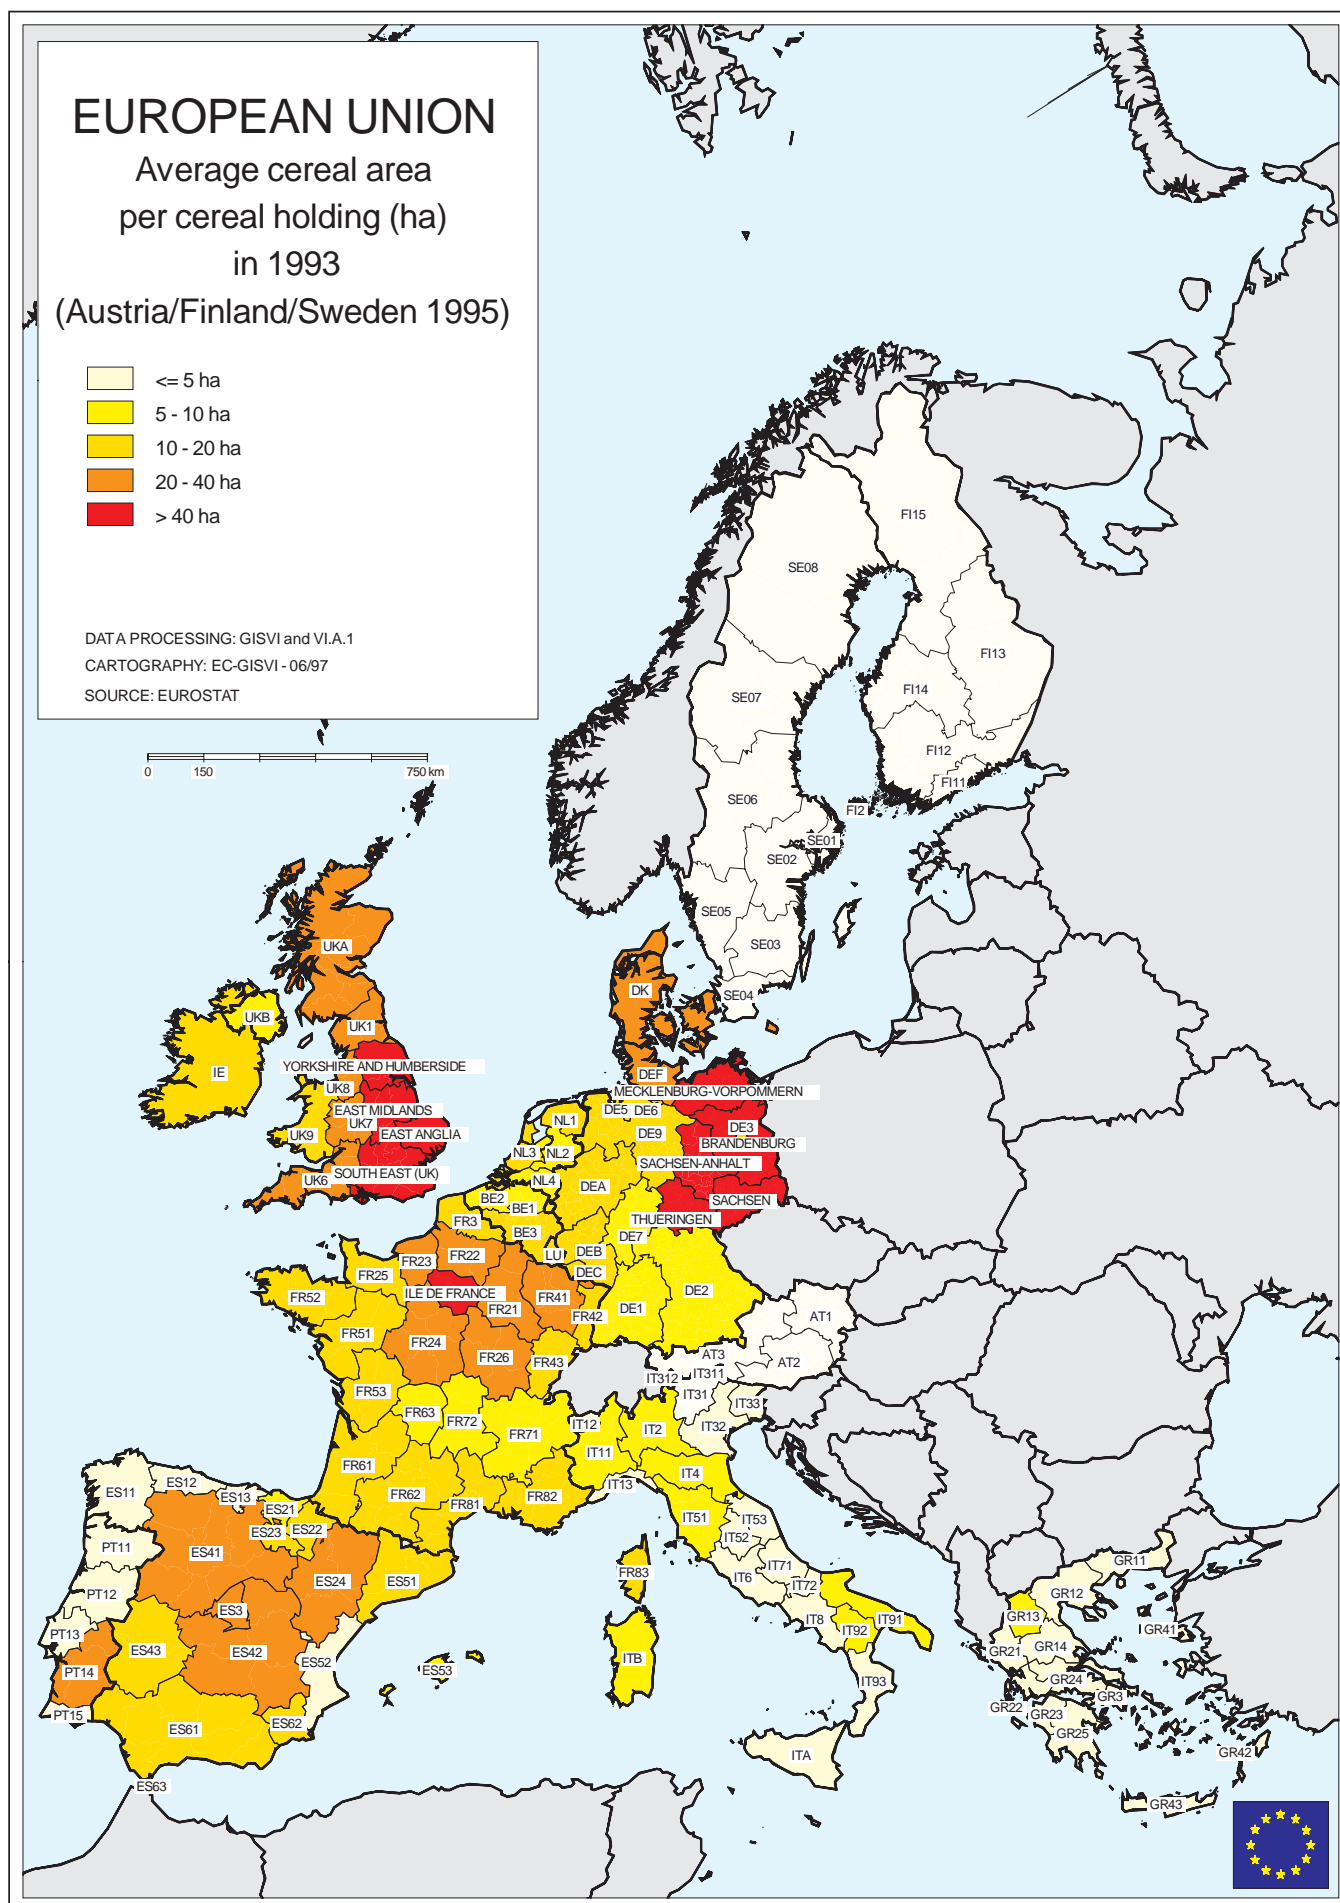 EUROPEAN UNION
Average cereal area
per cereal holding (ha)
in 1993
(Austria/Finland/Sweden 1995)
<= 5 ha
5 - 10 ha
10 - 20 ha
20 - 40 ha
> 40 ha
DATA PROCESSING: GISVI and VI.A.1
CARTOGRAPHY: EC-GISVI - 06/97
SOURCE: EUROSTAT
0 150 750 km
FI15
SE08
FI13
FI14
SE07
FI12
FI11
SE06
FI2
SE01
SE02
SE05
SE03
SE04
UKA
DK
UKB
UK1
IE
YORKSHIRE AND HUMBERSIDE
DEF
UK8
MECKLENBURG-VORPOMMERN
EAST MIDLANDS
DE5
DE6
UK7
NL1
DE3
EAST ANGLIA
UK9
DE9
BRANDENBURG
NL3
NL2
SACHSEN-ANHALT
SOUTH EAST (UK)
UK6
NL4
DEA
BE2
SACHSEN
BE1
FR3
THUERINGEN
BE3
DE7
FR22
LU
DEB
FR23
DEC
FR25
ILE DE FRANCE
DE2
FR52
FR41
FR21
DE1
FR42
AT1
FR51
FR24
FR26
AT3
FR43
AT2
IT311
IT312
FR53
IT31
IT33
FR63
FR72
IT12
IT32
IT2
FR71
IT11
FR61
IT4
ES12
IT13
ES11
FR62
FR82
ES13
FR81
ES21
IT51
IT53
ES23
ES22
IT52
PT11
ES41
GR11
IT71
FR83
IT6
ES24
ES51
IT72
GR12
PT12
ES3
GR13
IT8
IT91
IT92
GR41
PT13
ES43
ES42
GR21
GR14
ITB
ES52
PT14
ES53
GR24
IT93
GR3
GR22
PT15
GR23
ES62
ES61
GR25
GR42
ITA
ES63
GR43